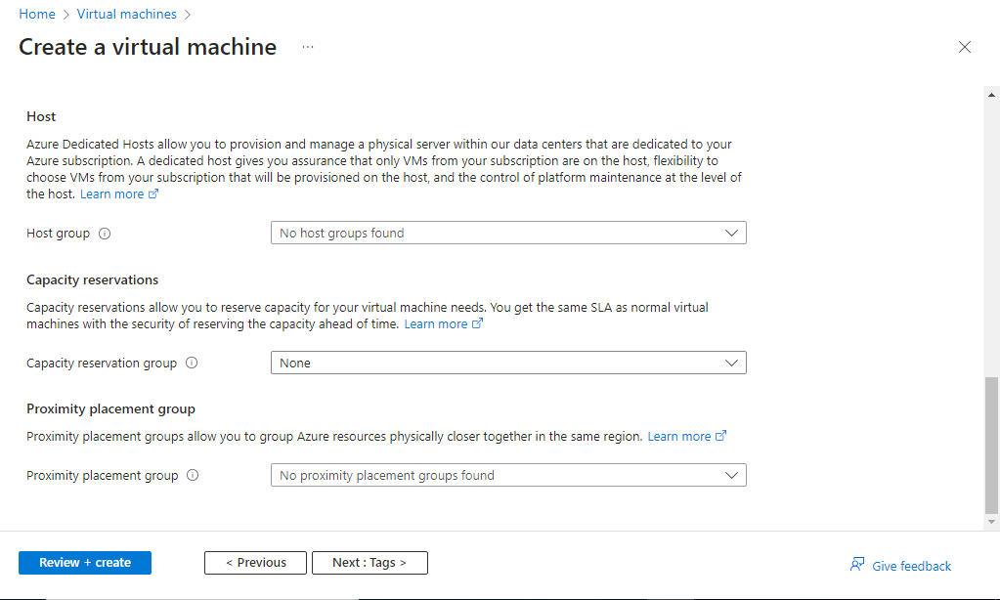 Home > Virtual machines >
Create a virtual machine ...
Host
Azure Dedicated Hosts allow you to provision and manage a physical server within our data centers that are dedicated to your
Azure subscription. A dedicated host gives you assurance that only VMs from your subscription are on the host, flexibility to
choose VMs from your subscription that will be provisioned on the host, and the control of platform maintenance at the level of
the host. Learn more
Host group
No host groups found
Capacity reservations
Capacity reservations allow you to reserve capacity for your virtual machine needs. You get the same SLA as normal virtual
machines with the security of reserving the capacity ahead of time. Learn more
Capacity reservation group
None
Proximity placement group
Proximity placement groups allow you to group Azure resources physically closer together in the same region. Learn more
Proximity placement group
No proximity placement groups found
Review + create
< Previous
Next : Tags >
Give feedback